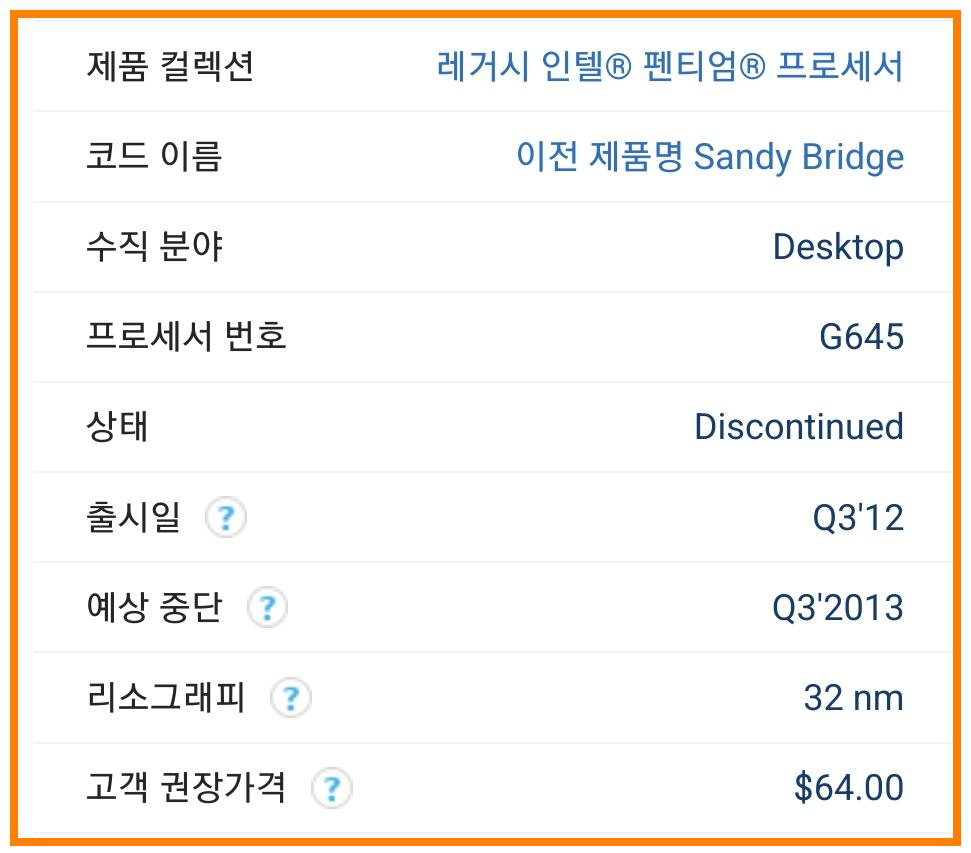 제품 컬렉션 레거시 인텔® 펜티엄® 프로세서
코드 이름 이전 제품명 Sandy Bridge
수직 분야 Desktop
프로세서 번호 G645
상태 Discontinued
출시일 ? Q3'12
예상 중단 ? Q3'2013
리소그래피 ? 32 nm
고객 권장가격 ? $64.00